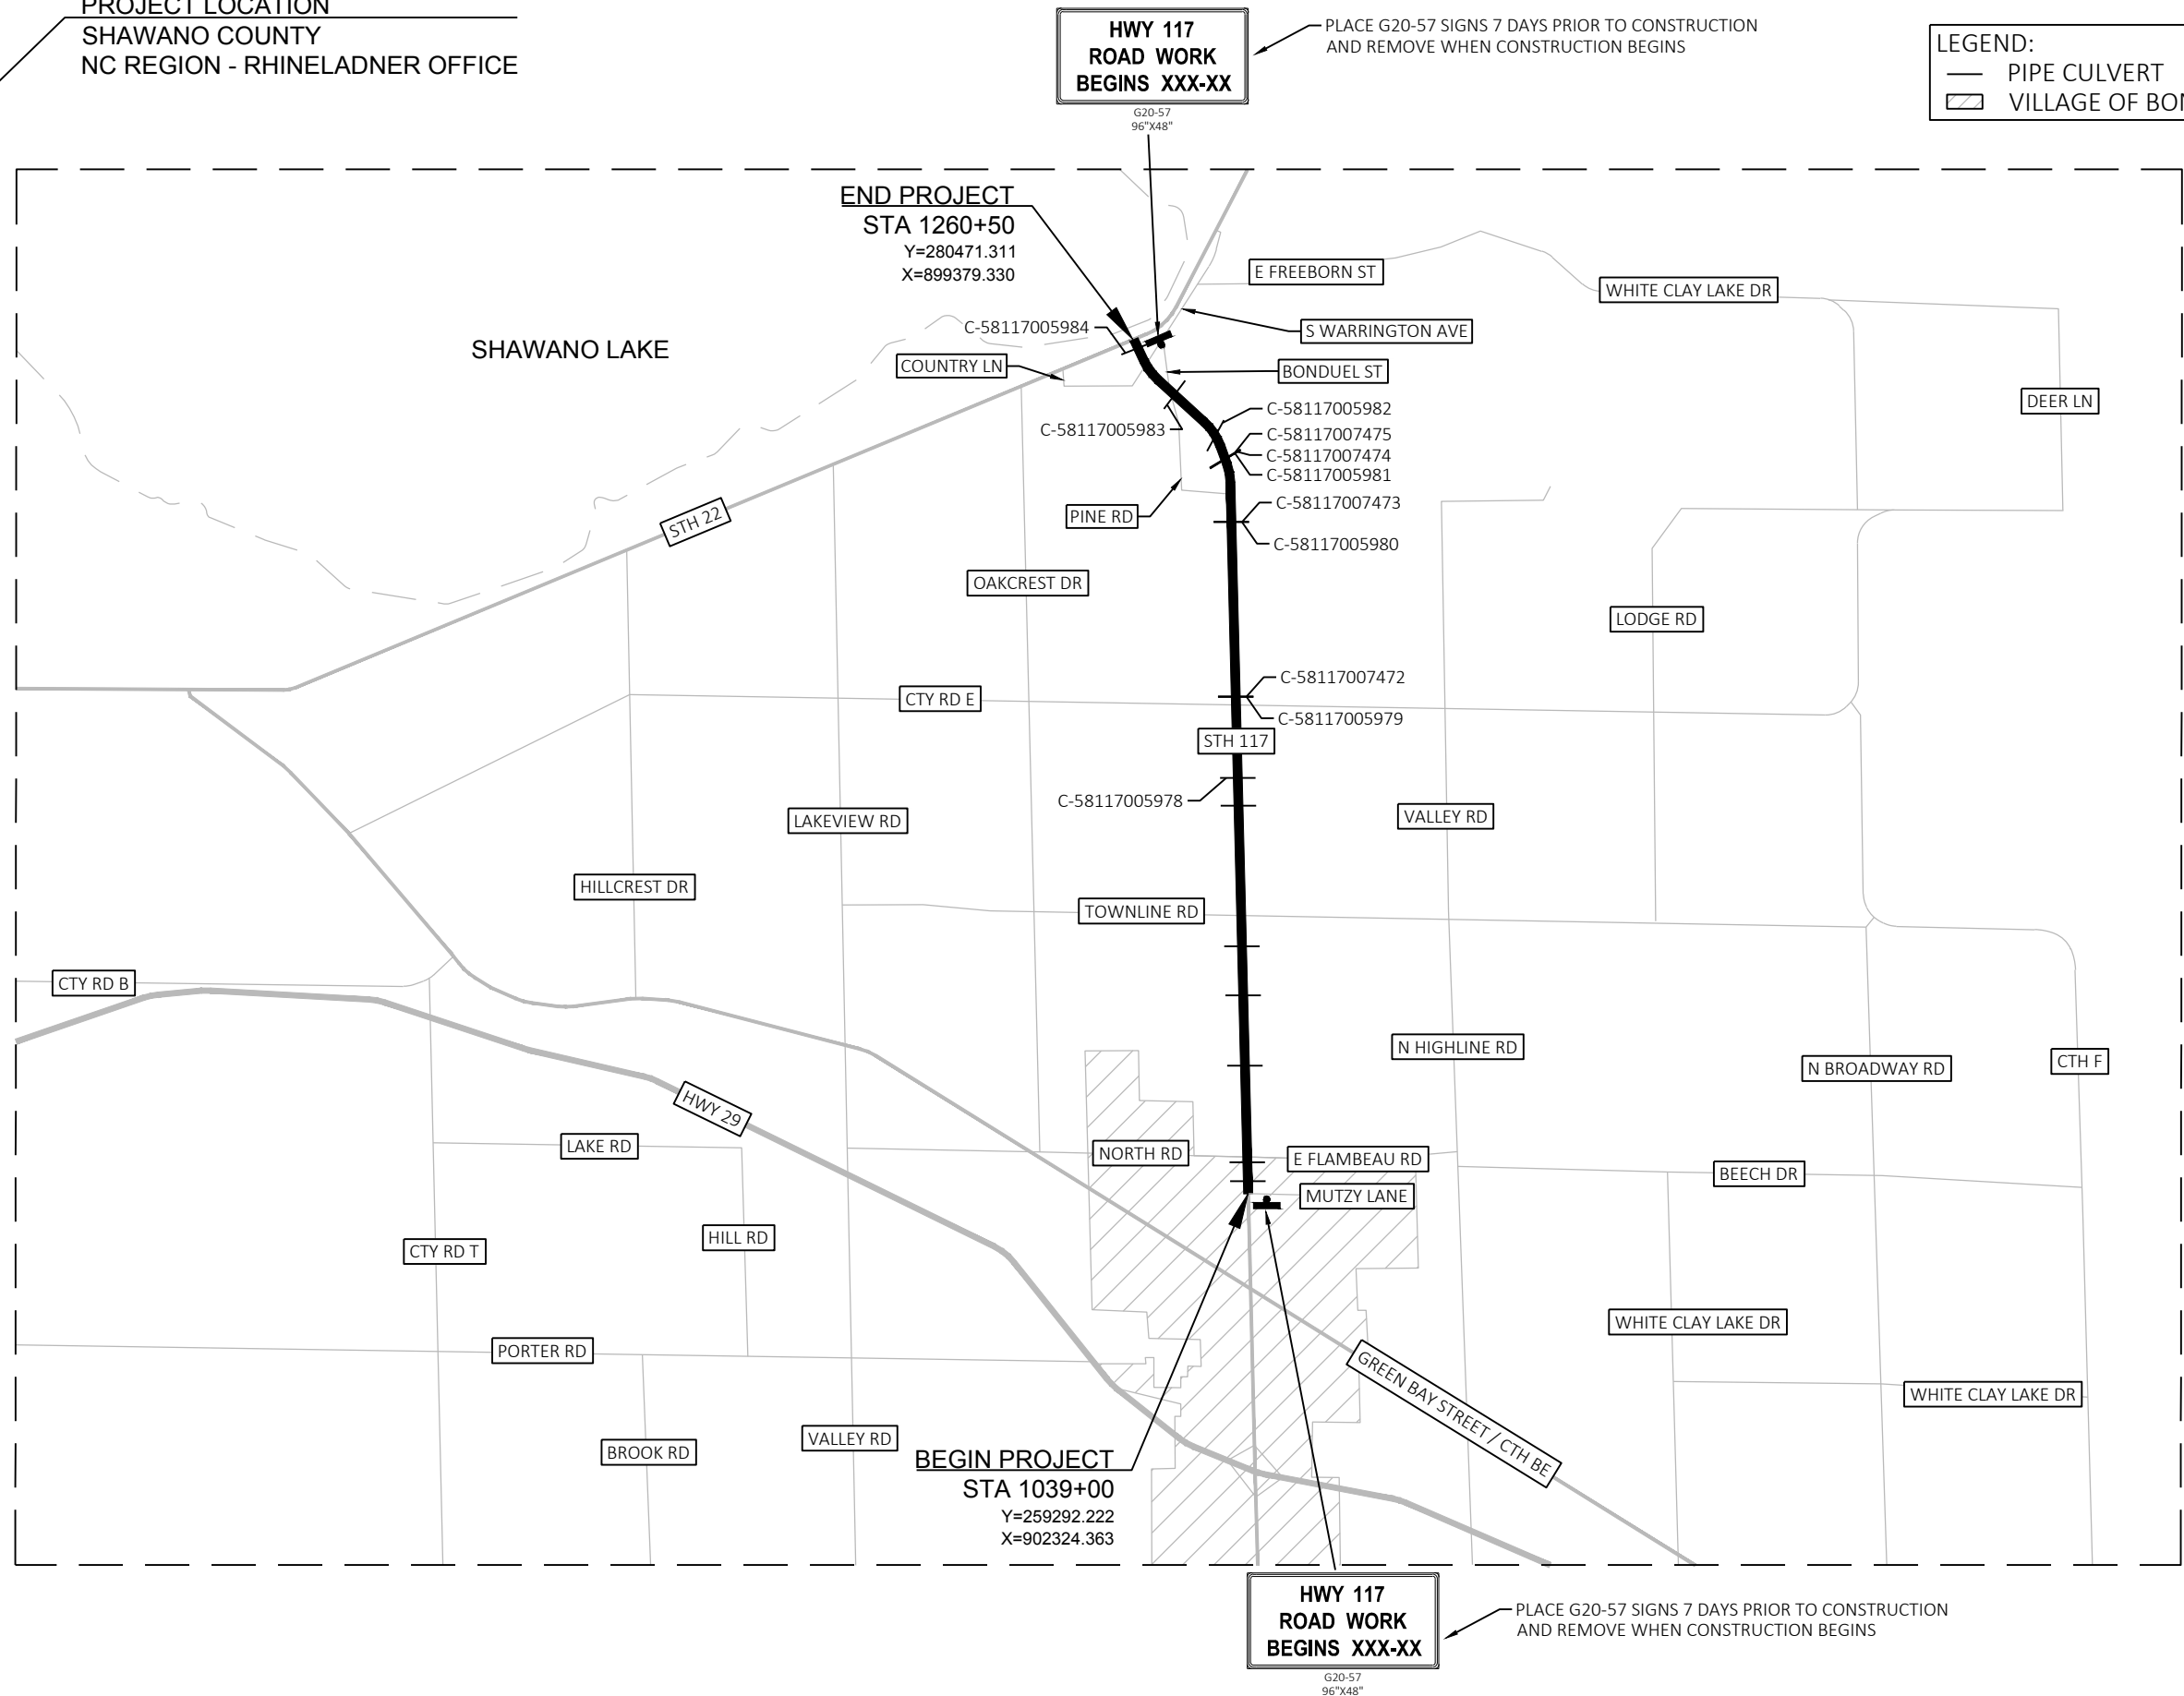 PROJECT LOCATION
SHAWANO COUNTY
NC REGION - RHINELADNER OFFICE
HWY 117
ROAD WORK
BEGINS XXX-XX
G20-57
96"X48"
PLACE G20-57 SIGNS 7 DAYS PRIOR TO CONSTRUCTION
AND REMOVE WHEN CONSTRUCTION BEGINS
LEGEND:
PIPE CULVERT
VILLAGE OF
END PROJECT
STA 1260+50
Y=280471.311
X=899379.330
E FREEBORN ST
WHITE CLAY LAKE DR
C-58117005984
S WARRINGTON AVE
SHAWANO LAKE
COUNTRY LN
BONDUEL ST
DEER LN
C-58117005982
C-58117005983
C-58117007475
C-58117007474
C-58117005981
C-58117007473
PINE RD
STH 22
C-58117005980
OAKCREST DR
LODGE RD
C-58117007472
CTY RD E
C-58117005979
STH 117
C-58117005978
LAKEVIEW RD
VALLEY RD
HILLCREST DR
TOWNLINE RD
CTY RD B
N HIGHLINE RD
N BROADWAY RD
CTH F
HWY 29
LAKE RD
NORTH RD
E FLAMBEAU RD
BEECH DR
MUTZY LANE
CTY RD T
HILL RD
WHITE CLAY LAKE DR
PORTER RD
GREEN BAY STREET / CTH BE
WHITE CLAY LAKE DR
BROOK RD
VALLEY RD
BEGIN PROJECT
STA 1039+00
Y=259292.222
X=902324.363
HWY 117
ROAD WORK
BEGINS XXX-XX
G20-57
96"X48"
PLACE G20-57 SIGNS 7 DAYS PRIOR TO CONSTRUCTION
AND REMOVE WHEN CONSTRUCTION BEGINS